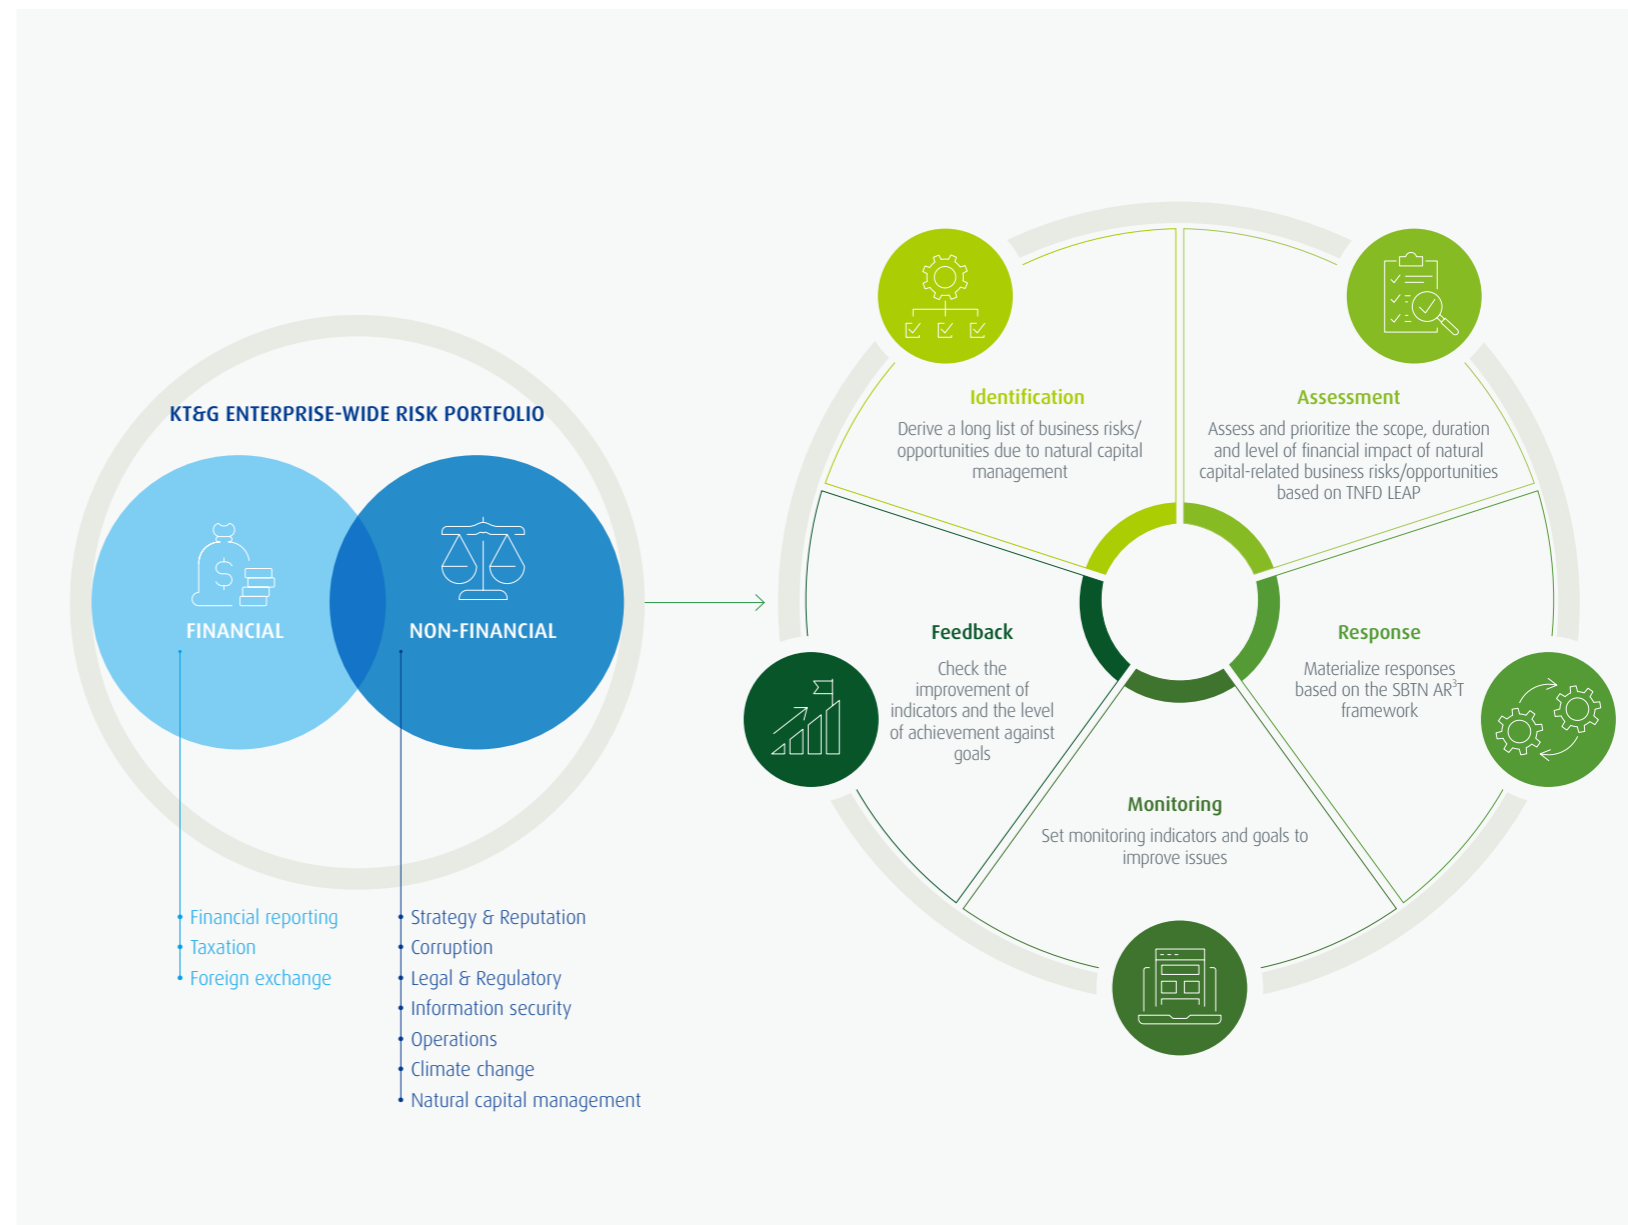 KT&G ENTERPRISE-WIDE RISK PORTFOLIO
FINANCIAL
NON-FINANCIAL
• Financial reporting
• Taxation
• Foreign exchange
• Strategy & Reputation
• Corruption
• Legal & Regulatory
• Information security
• Operations
• Climate change
• Natural capital management
Identification
Derive a long list of business risks/
opportunities due to natural capital
management
Assessment
Assess and prioritize the scope, duration
and level of financial impact of natural
capital-related business risks/opportunities
based on TNFD LEAP
Response
Materialize responses
based on the SBTN AR³T
framework
Monitoring
Set monitoring indicators and goals to
improve issues
Feedback
Check the
improvement of
indicators and the level
of achievement against
goals